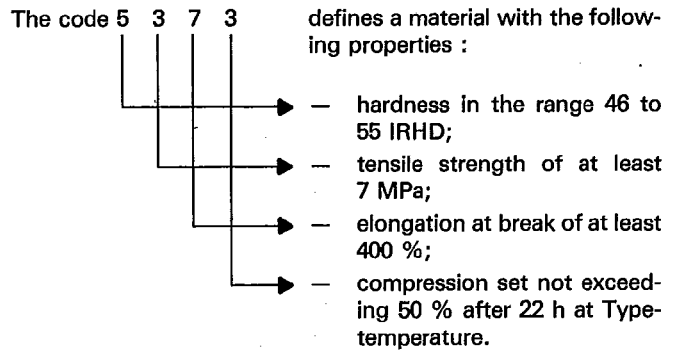 The code 5 3 7 3 defines a material with the follow-
ing properties :
— hardness in the range 46 to
55 IRHD;
— tensile strength of at least
7 MPa;
— elongation at break of at least
400 %;
— compression set not exceed-
ing 50 % after 22 h at Type-
temperature.